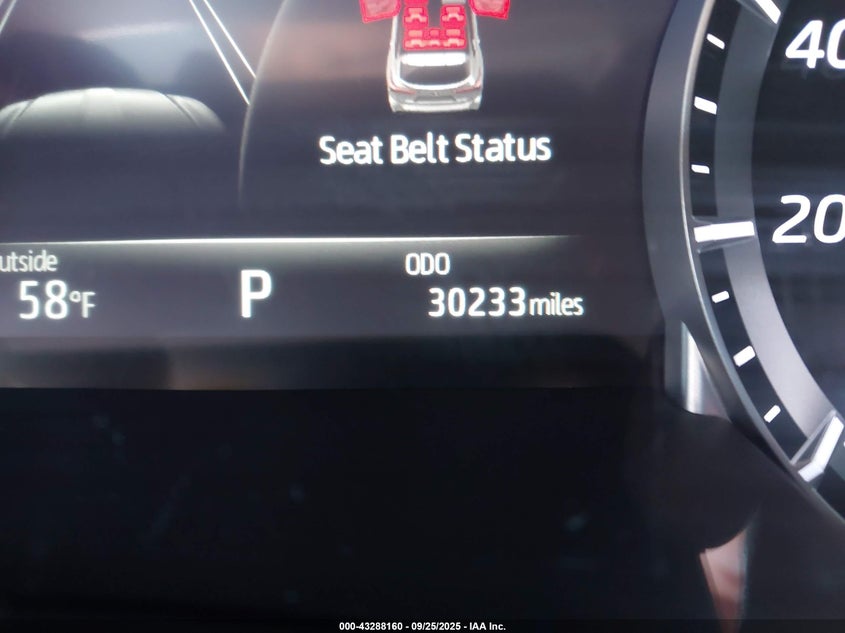 40
Seat Belt Status
20
utside
ODO
58°F
P
30233 miles
000-43288160 - 09/25/2025 - IAA Inc.